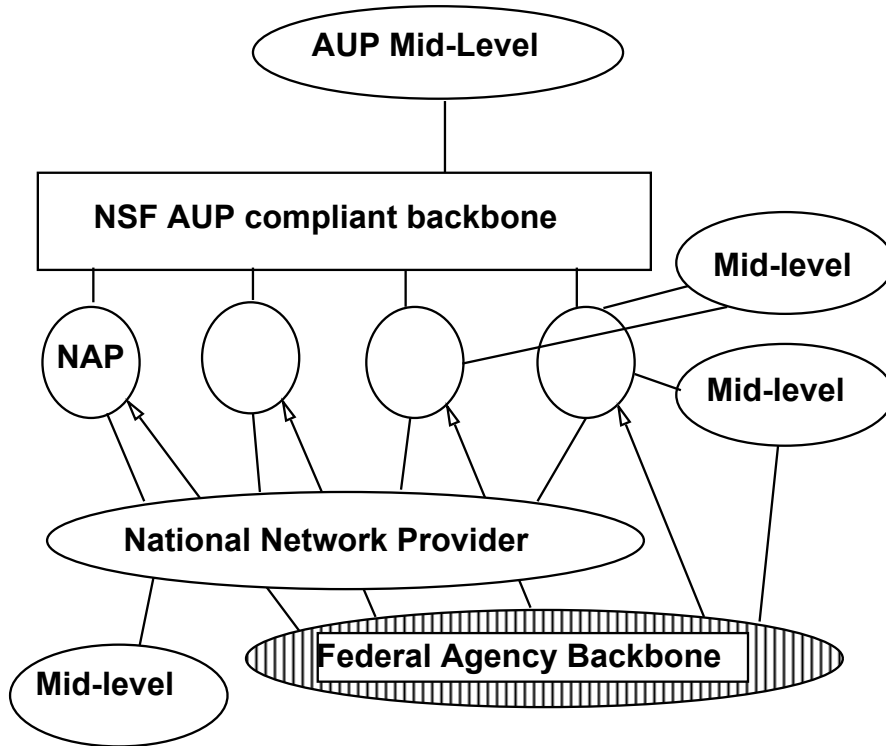 AUP Mid-Level
NSF AUP compliant backbone
Mid-level
NAP
Mid-level
National Network Provider
Federal Agency Backbone
Mid-level